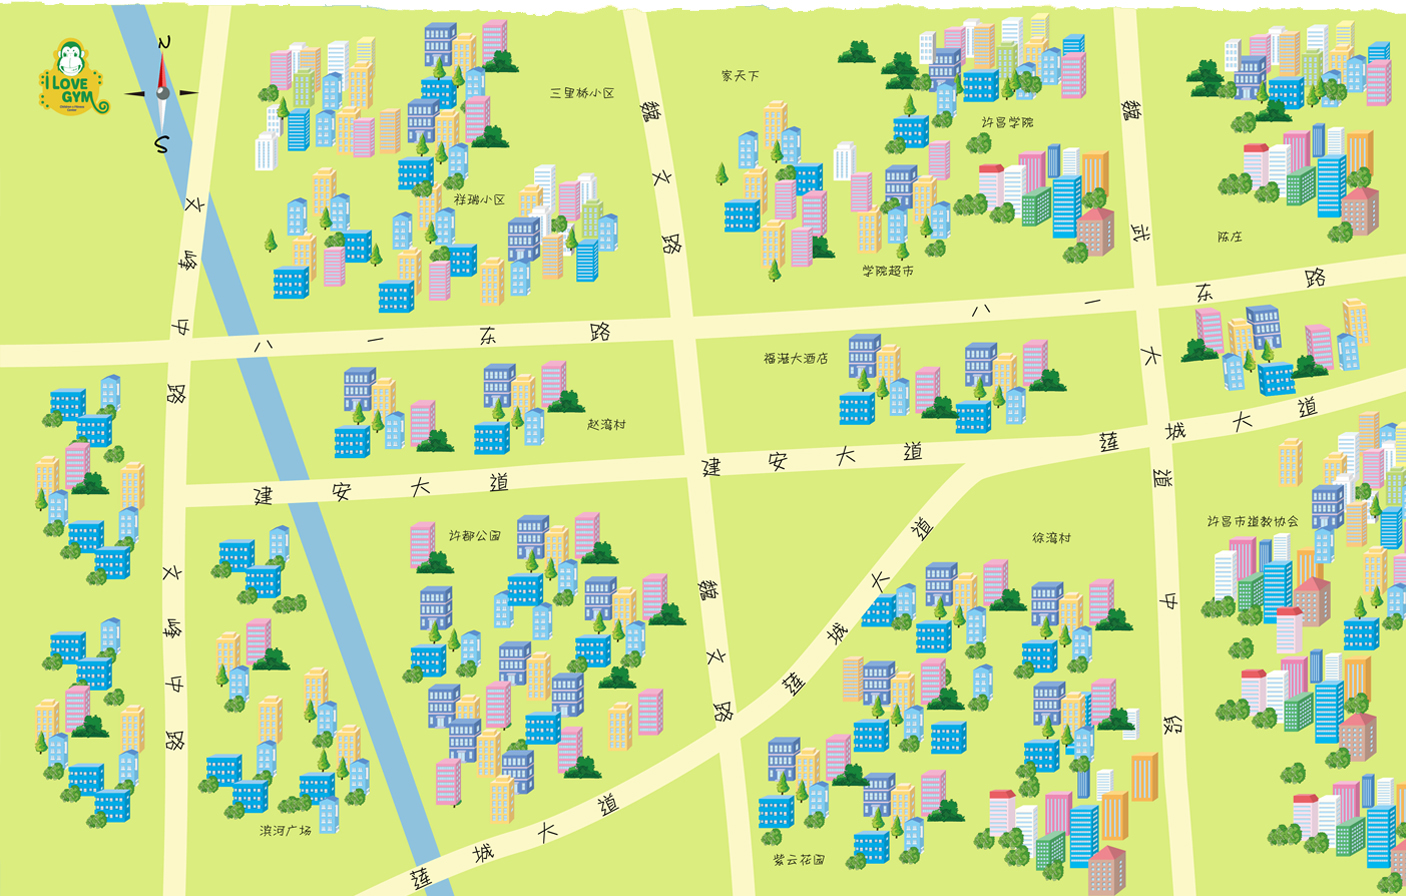 I LOVE
GYM
N
S
三里桥小区
家天下
许昌学院
祥瑞小区
学院超市
陈庄
文峰中路
魏文路
魏武大道中段
八一东路
八一东路
福港大酒店
赵湾村
建安大道
建安大道
莲城大道
许都公园
徐湾村
许昌市道教协会
文峰中路
魏文路
莲城大道
滨河广场
紫云花园
莲城大道